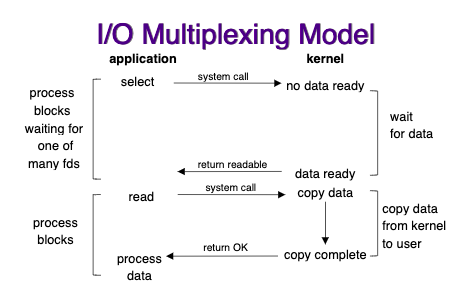 I/O Multiplexing Model
application
kernel
select
system call
no data ready
process
blocks
waiting for
one of
many fds
wait
for data
return readable
data ready
read
system call
copy data
process
blocks
copy data
from kernel
to user
return OK
copy complete
process
data